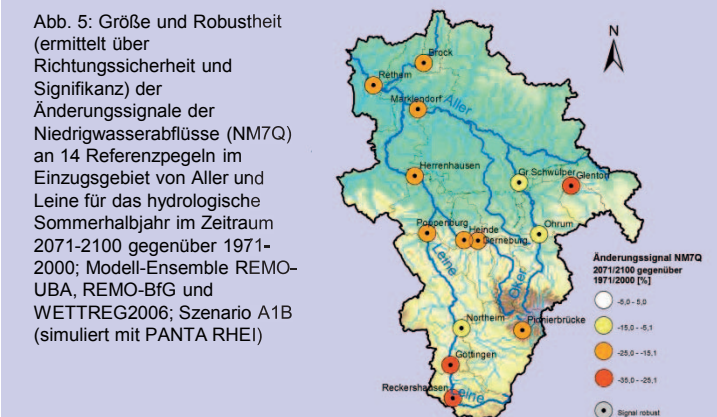 Abb. 5: Größe und Robustheit
(ermittelt über
Richtungssicherheit und
Signifikanz) der
Änderungssignale der
Niedrigwasserabflüsse (NM7Q)
an 14 Referenzpegeln im
Einzugsgebiet von Aller und
Leine für das hydrologische
Sommerhalbjahr im Zeitraum
2071-2100 gegenüber 1971-
2000; Modell-Ensemble REMO-
UBA, REMO-BfG und
WETTREG2006; Szenario A1B
(simuliert mit PANTA RHEI)
N
Brock
Rethem
Marklendorf
Aller
Herrenhausen
Gr.Schwülper
Glentorf
Poppenburg
Heinde
Derneburg
Ohrum
Leine
Oker
Northeim
Pionierbrücke
Göttingen
Reckershausen
Leine
Änderungssignal NM7Q
2071/2100 gegenüber
1971/2000 [%]
-5,0 - 5,0
-15,0 - -5,1
-25,0 - -15,1
-35,0 - -25,1
Signal robust